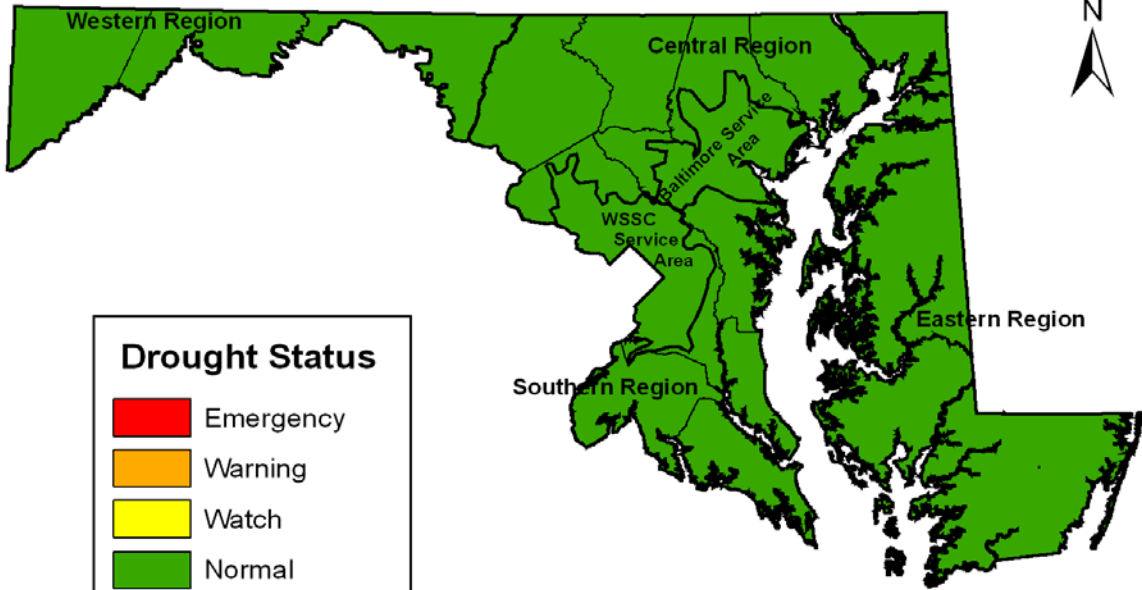 N
Western Region
Central Region
Baltimore Service
Area
WSSC
Service
Area
Eastern Region
Southern Region
Drought Status
Emergency
Warning
Watch
Normal